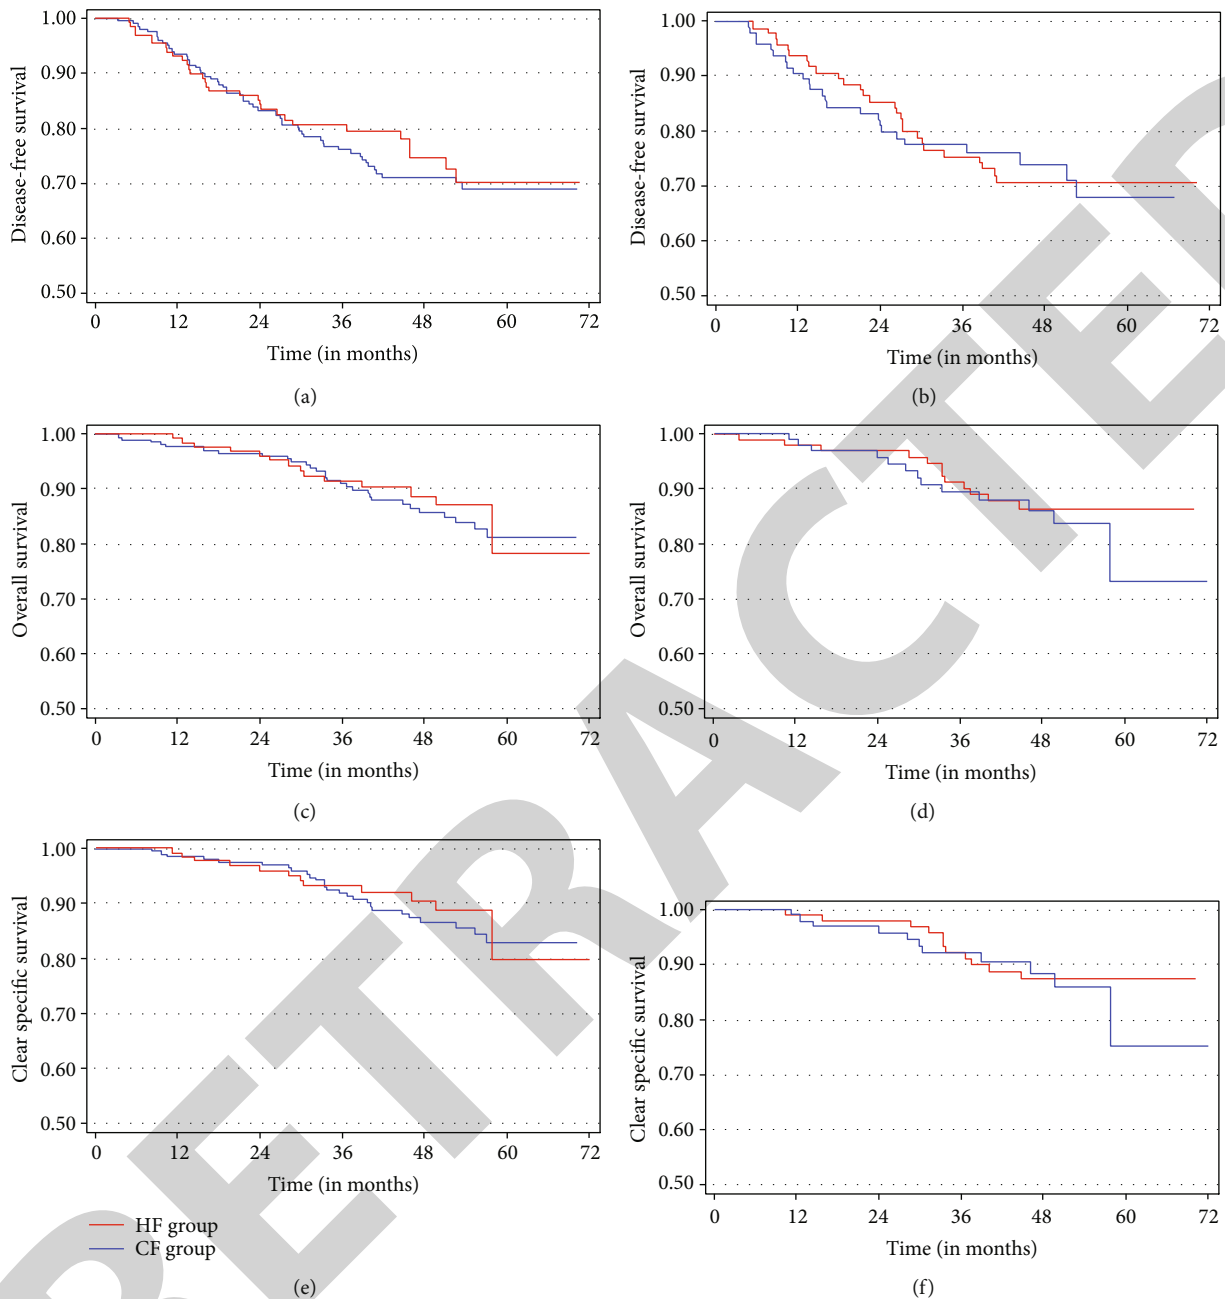 1.00
0.90
0.80
0.70
0.60
0.50
Disease-free survival
0 12 24 36 48 60 72
Time (in months)
(a)
1.00
0.90
0.80
0.70
0.60
0.50
Disease-free survival
0 12 24 36 48 60 72
Time (in months)
(b)
1.00
0.90
0.80
0.70
0.60
0.50
Overall survival
0 12 24 36 48 60 72
Time (in months)
(c)
1.00
0.90
0.80
0.70
0.60
0.50
Overall survival
0 12 24 36 48 60 72
Time (in months)
(d)
1.00
0.90
0.80
0.70
0.60
0.50
Clear specific survival
0 12 24 36 48 60 72
Time (in months)
HF group
CF group
(e)
1.00
0.90
0.80
0.70
0.60
0.50
Clear specific survival
0 12 24 36 48 60 72
Time (in months)
(f)
RETRACTED